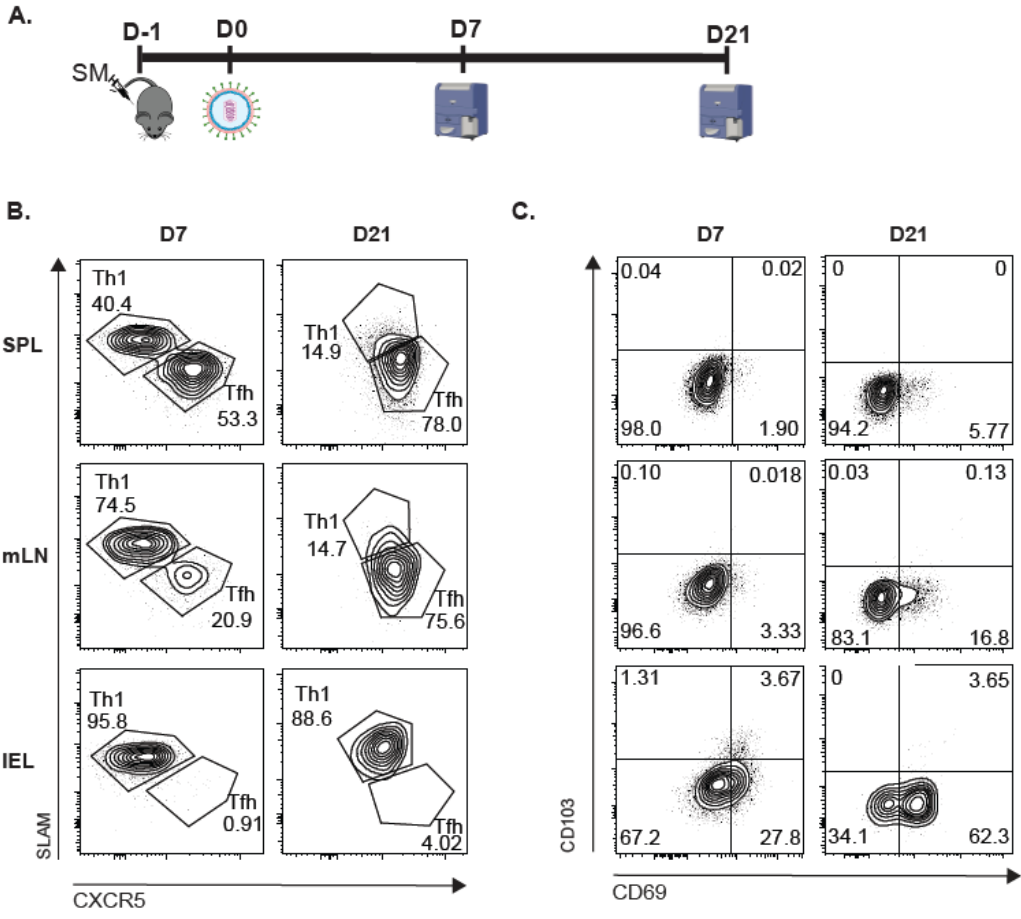 A.
D-1 D0 D7 D21
SM
B. C.
D7 D21 D7 D21
SPL
Th1
40.4
Tfh
53.3
Th1
14.9
Tfh
78.0
0.04 0.02
98.0 1.90
0 0
94.2 5.77
mLN
Th1
74.5
Tfh
20.9
Th1
14.7
Tfh
75.6
0.10 0.018
96.6 3.33
0.03 0.13
83.1 16.8
IEL
Th1
95.8
Tfh
0.91
Th1
88.6
Tfh
4.02
1.31 3.67
67.2 27.8
0 3.65
34.1 62.3
SLAM
CXCR5
CD103
CD69